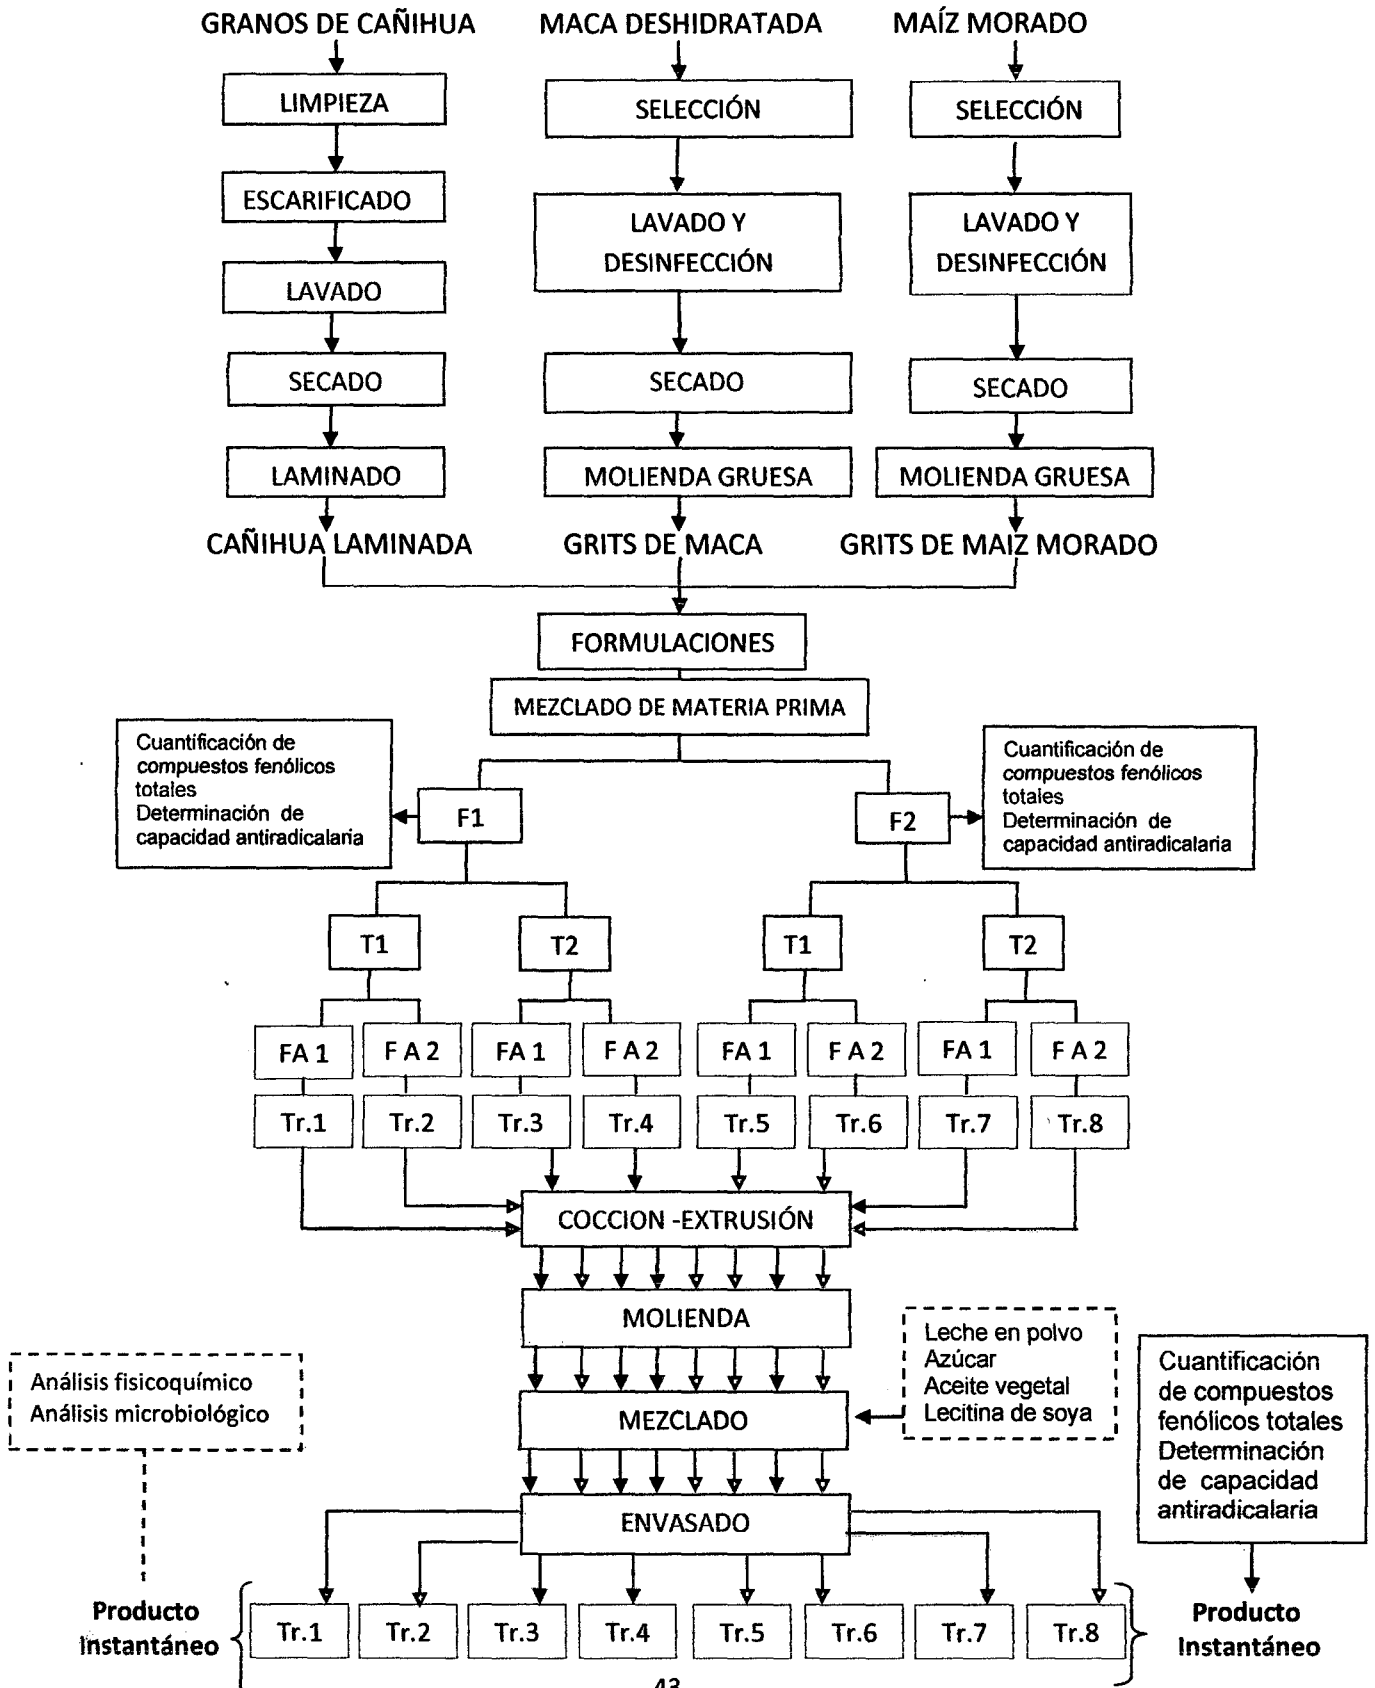 GRANOS DE CAÑIHUA
MACA DESHIDRATADA
MAÍZ MORADO
LIMPIEZA
SELECCIÓN
SELECCIÓN
ESCARIFICADO
LAVADO Y
DESINFECCIÓN
LAVADO Y
DESINFECCIÓN
LAVADO
SECADO
SECADO
SECADO
LAMINADO
MOLIENDA GRUESA
MOLIENDA GRUESA
CAÑIHUA LAMINADA
GRITS DE MACA
GRITS DE MAIZ MORADO
FORMULACIONES
MEZCLADO DE MATERIA PRIMA
Cuantificación de
compuestos fenólicos
totales
Determinación de
capacidad antiradicalaria
F1
F2
Cuantificación de
compuestos fenólicos
totales
Determinación de
capacidad antiradicalaria
T1
T2
T1
T2
FA 1
F A 2
FA 1
F A 2
FA 1
F A 2
FA 1
F A 2
Tr.1
Tr.2
Tr.3
Tr.4
Tr.5
Tr.6
Tr.7
Tr.8
COCCION -EXTRUSIÓN
MOLIENDA
Leche en polvo
Azúcar
Aceite vegetal
Lecitina de soya
Análisis fisicoquímico
Análisis microbiológico
MEZCLADO
Cuantificación
de compuestos
fenólicos totales
Determinación
de capacidad
antiradicalaria
ENVASADO
Producto
Instantáneo
Tr.1
Tr.2
Tr.3
Tr.4
Tr.5
Tr.6
Tr.7
Tr.8
Producto
Instantáneo
43